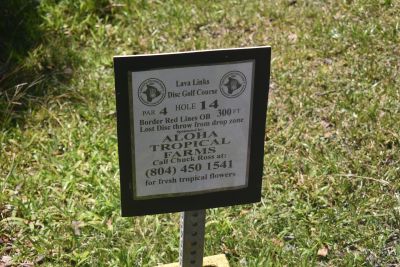 Lava Links
Disc Golf Course
PAR 4 HOLE 14
Border Red Lines OB 300 FT
Lost Disc throw from drop zone
ALOHA
TROPICAL
FARMS
Call Chuck Ross at:
(804) 450 1541
for fresh tropical flowers